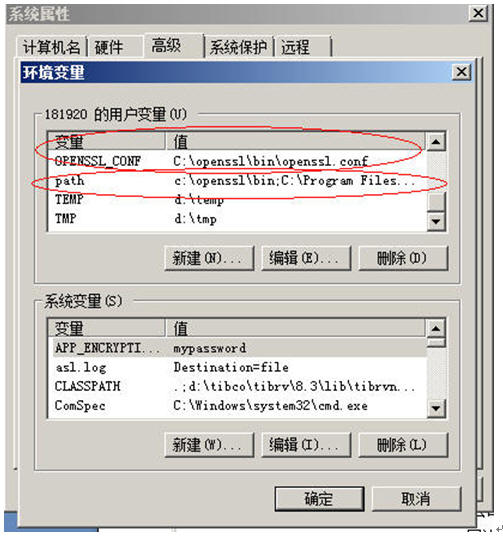 系统属性
计算机名 硬件 高级 系统保护 远程
环境变量
181920 的用户变量(U)
变量 值
OPENSSL_CONF C:\openssl\bin\openssl.conf
path c:\openssl\bin;C:\Program Files...
TEMP d:\temp
TMP d:\tmp
新建(N)... 编辑(E)... 删除(D)
系统变量(S)
变量 值
APP_ENCRYPTI... mypassword
asl.log Destination=file
CLASSPATH .;d:\tibco\tibrv\8.3\lib\tibrvn...
ComSpec C:\Windows\system32\cmd.exe
新建(W)... 编辑(I)... 删除(L)
确定 取消